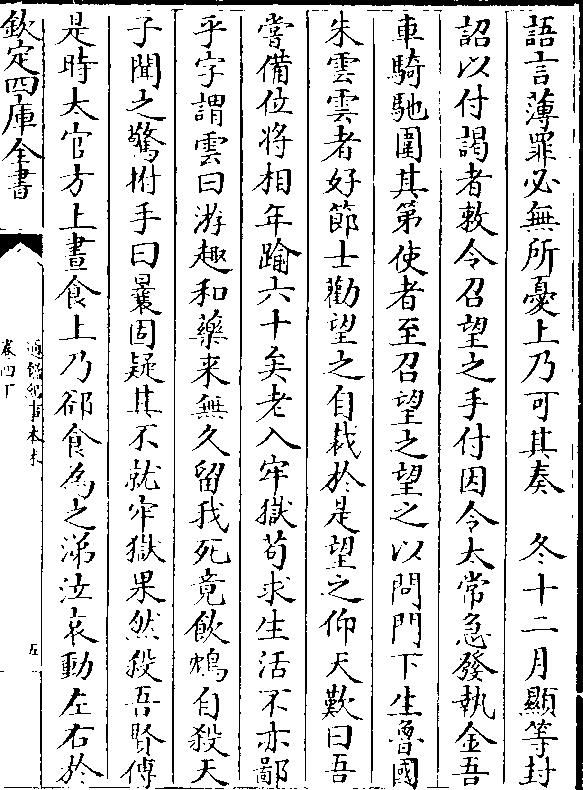 語言薄罪必無所憂上乃可其奏　冬十二月顯等封
詔以付謁者敕令召望之手付因令太常急發執金吾
車騎馳圍其第使者至召望之望之以問門下生魯國
朱雲雲者好節士勸望之自裁於是望之仰天歎曰吾
嘗備位將相年踰六十矣老入牢獄苟求生活不亦鄙
乎字謂雲曰游趣和藥来無久留我死竟飲鴆自殺天
子聞之驚拊手曰曩固疑其不就牢獄果然殺吾賢傅
是時太官方上晝食上乃卻食為之涕泣哀動左右於
欽定四庫全書
通鑑紀事本末
卷四下
五